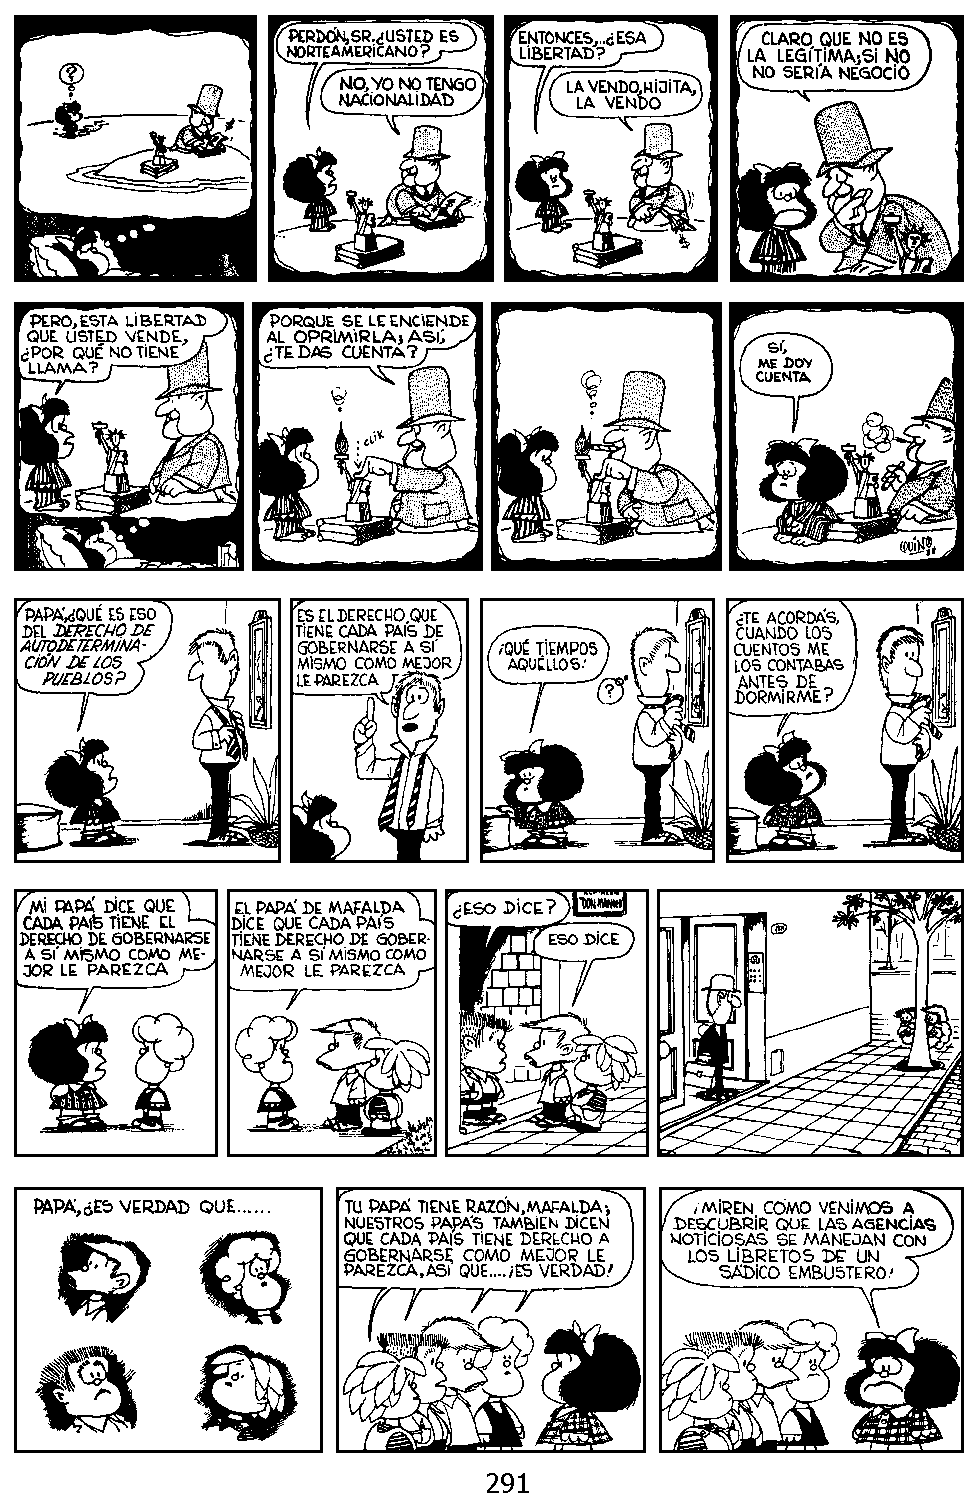 ?
PERDÓN, SR. ¿USTED ES
NORTEAMERICANO?
NO, YO NO TENGO
NACIONALIDAD
ENTONCES,..¿ESA
LIBERTAD?
LA VENDO, HIJITA,
LA VENDO
CLARO QUE NO ES
LA LEGÍTIMA; SI NO
NO SERÍA NEGOCIO
PERO, ESTA LIBERTAD
QUE USTED VENDE,
¿POR QUÉ NO TIENE
LLAMA?
PORQUE SE LE ENCIENDE
AL OPRIMIRLA; ASÍ,
¿TE DAS CUENTA?
CLIK
SÍ,
ME DOY
CUENTA
QUINO
PAPÁ, ¿QUÉ ES ESO
DEL DERECHO DE
AUTODETERMINA-
CIÓN DE LOS
PUEBLOS?
ES EL DERECHO QUE
TIENE CADA PAÍS DE
GOBERNARSE A SÍ
MISMO COMO MEJOR
LE PAREZCA
¡QUÉ TIEMPOS
AQUELLOS!
?
¿TE ACORDÁS,
CUANDO LOS
CUENTOS ME
LOS CONTABAS
ANTES DE
DORMIRME?
MI PAPÁ DICE QUE
CADA PAÍS TIENE EL
DERECHO DE GOBERNARSE
A SÍ MISMO COMO ME-
JOR LE PAREZCA
EL PAPÁ DE MAFALDA
DICE QUE CADA PAÍS
TIENE DERECHO DE GOBER-
NARSE A SÍ MISMO COMO
MEJOR LE PAREZCA
¿ESO DICE?
"DON MANOLO"
ESO DICE
PAPÁ, ¿ES VERDAD QUE......
TU PAPÁ TIENE RAZÓN, MAFALDA;
NUESTROS PAPÁS TAMBIEN DICEN
QUE CADA PAÍS TIENE DERECHO A
GOBERNARSE COMO MEJOR LE
PAREZCA, ASÍ QUE....¡ES VERDAD!
¡MIREN CÓMO VENIMOS A
DESCUBRIR QUE LAS AGENCIAS
NOTICIOSAS SE MANEJAN CON
LOS LIBRETOS DE UN
SÁDICO EMBUSTERO!
291